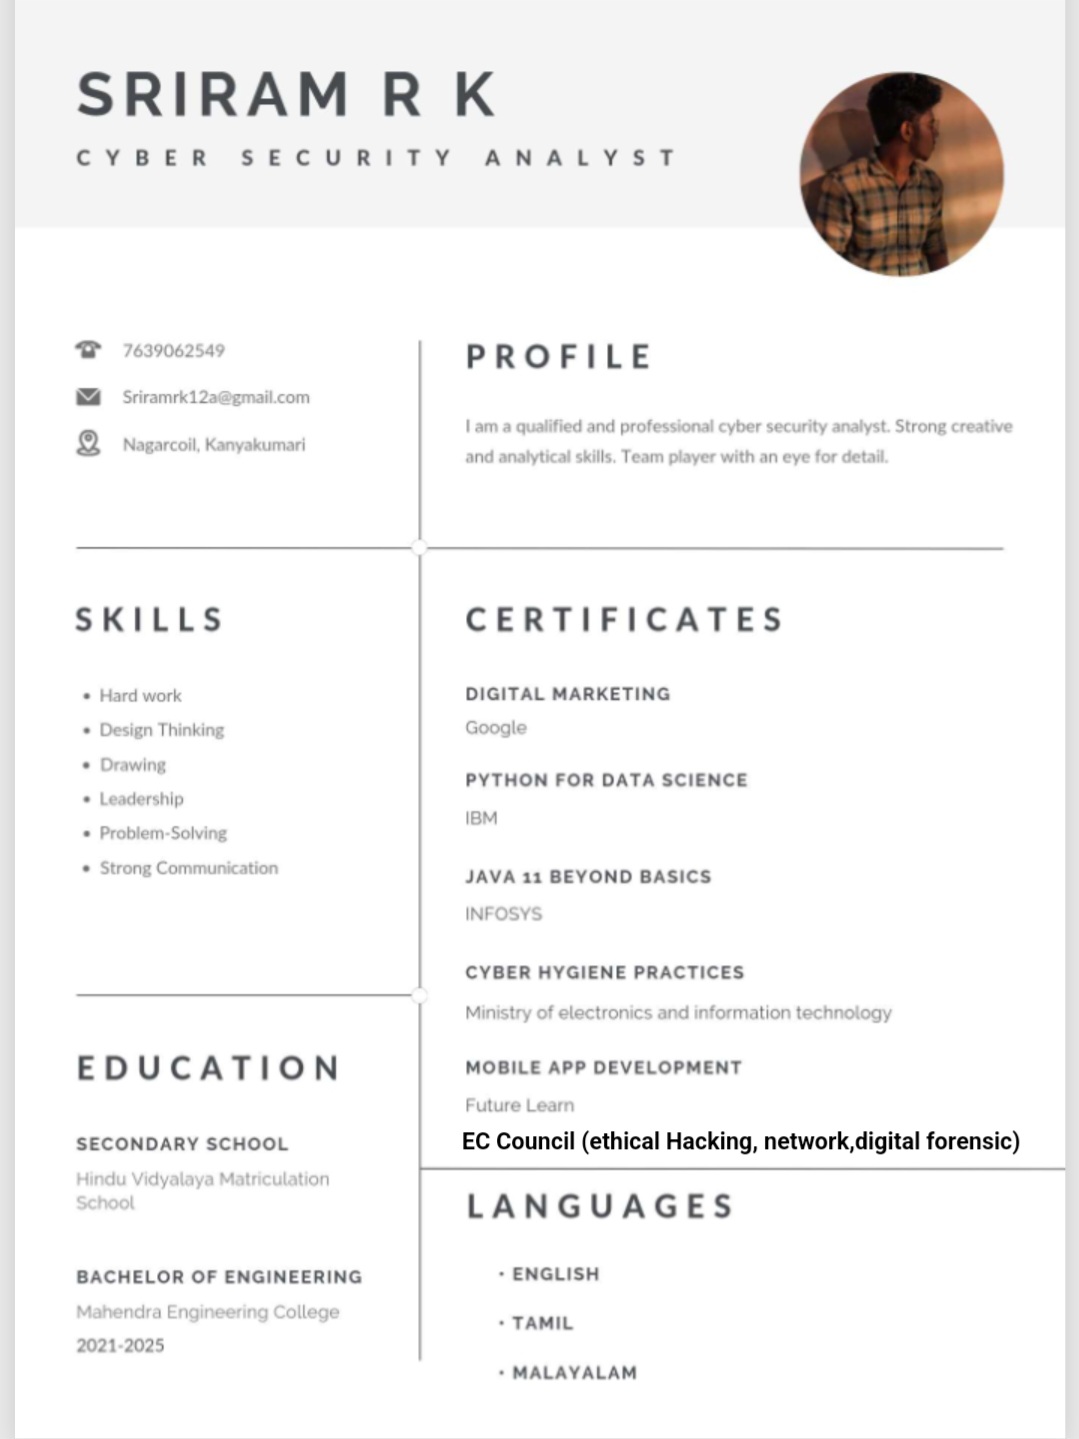 SRIRAM R K
CYBER SECURITY ANALYST
7639062549
Sriramrk12a@gmail.com
Nagarcoil, Kanyakumari
PROFILE
I am a qualified and professional cyber security analyst. Strong creative
and analytical skills. Team player with an eye for detail.
SKILLS
• Hard work
• Design Thinking
• Drawing
• Leadership
• Problem-Solving
• Strong Communication
EDUCATION
SECONDARY SCHOOL
Hindu Vidyalaya Matriculation
School
BACHELOR OF ENGINEERING
Mahendra Engineering College
2021-2025
CERTIFICATES
DIGITAL MARKETING
Google
PYTHON FOR DATA SCIENCE
IBM
JAVA 11 BEYOND BASICS
INFOSYS
CYBER HYGIENE PRACTICES
Ministry of electronics and information technology
MOBILE APP DEVELOPMENT
Future Learn
EC Council (ethical Hacking, network,digital forensic)
LANGUAGES
• ENGLISH
• TAMIL
• MALAYALAM